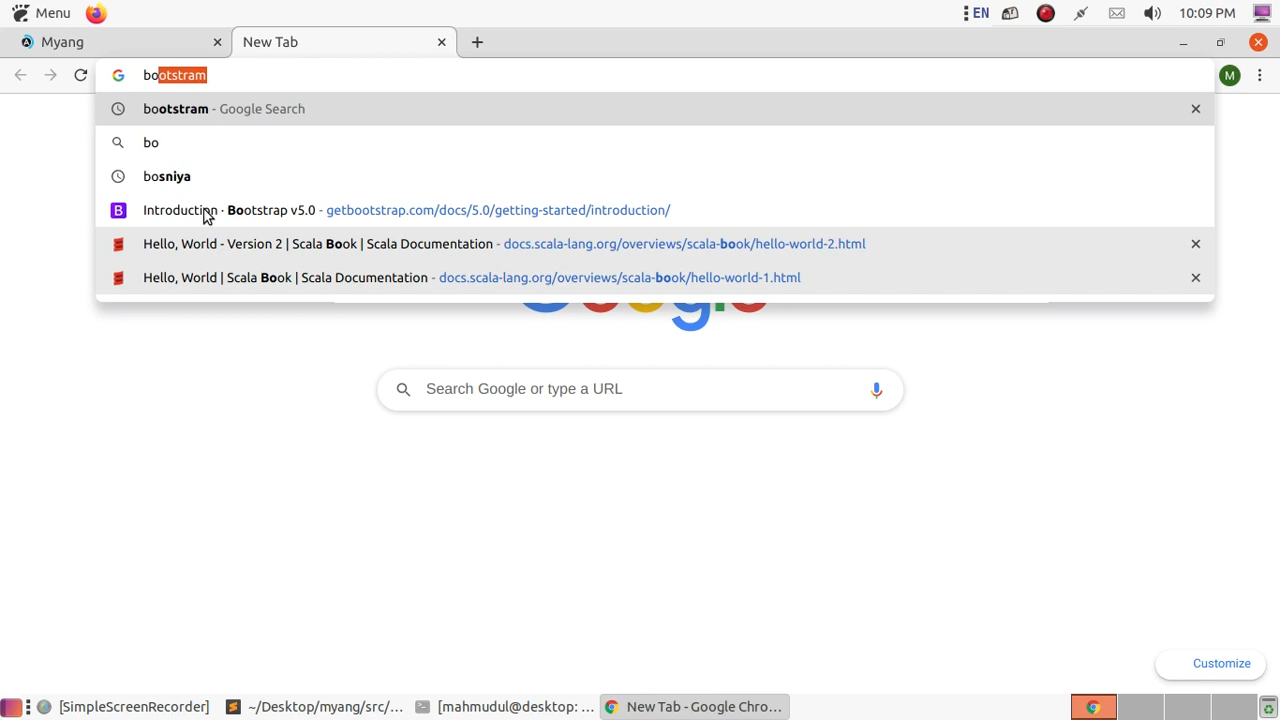 Menu
EN
10:09 PM
Myang
New Tab
bootstram
M
bootstram - Google Search
bo
bosniya
Introduction · Bootstrap v5.0 - getbootstrap.com/docs/5.0/getting-started/introduction/
Hello, World - Version 2 | Scala Book | Scala Documentation - docs.scala-lang.org/overviews/scala-book/hello-world-2.html
Hello, World | Scala Book | Scala Documentation - docs.scala-lang.org/overviews/scala-book/hello-world-1.html
Search Google or type a URL
Customize
[SimpleScreenRecorder]
~/Desktop/myang/src/...
[mahmudul@desktop: ...
New Tab - Google Chro...